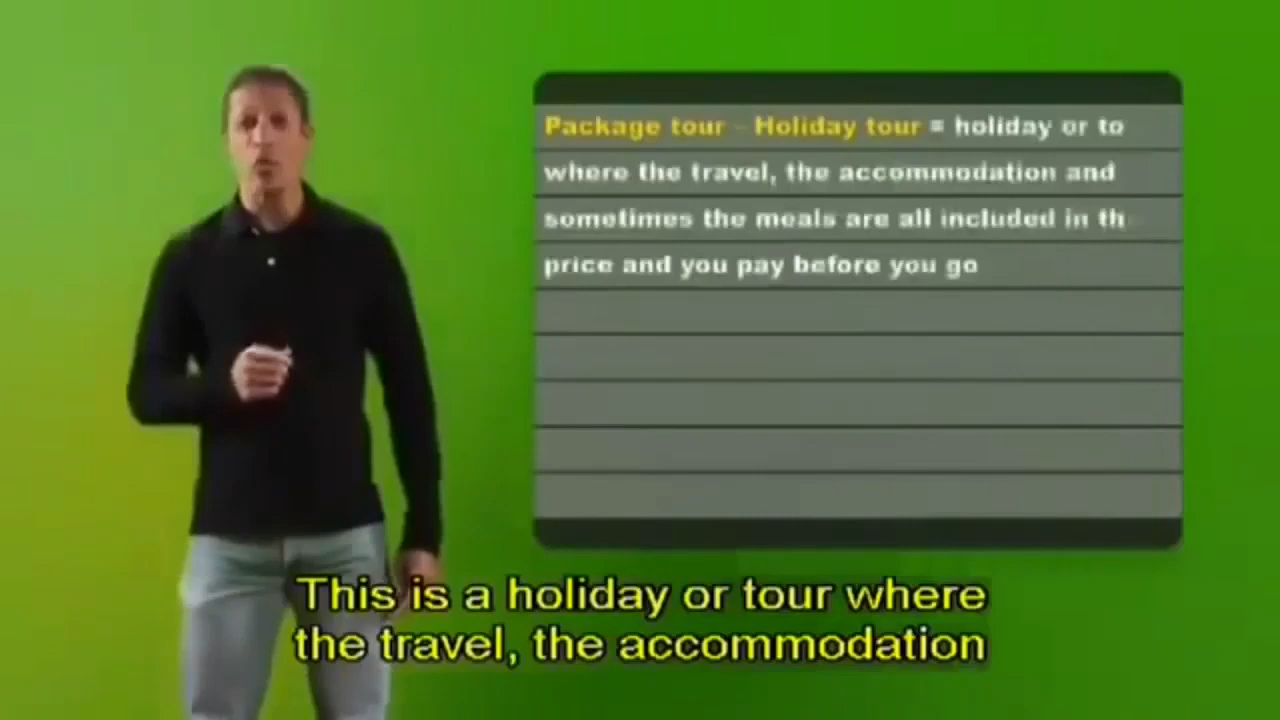 Package tour - Holiday tour = holiday or to
where the travel, the accommodation and
sometimes the meals are all included in th
price and you pay before you go
This is a holiday or tour where
the travel, the accommodation